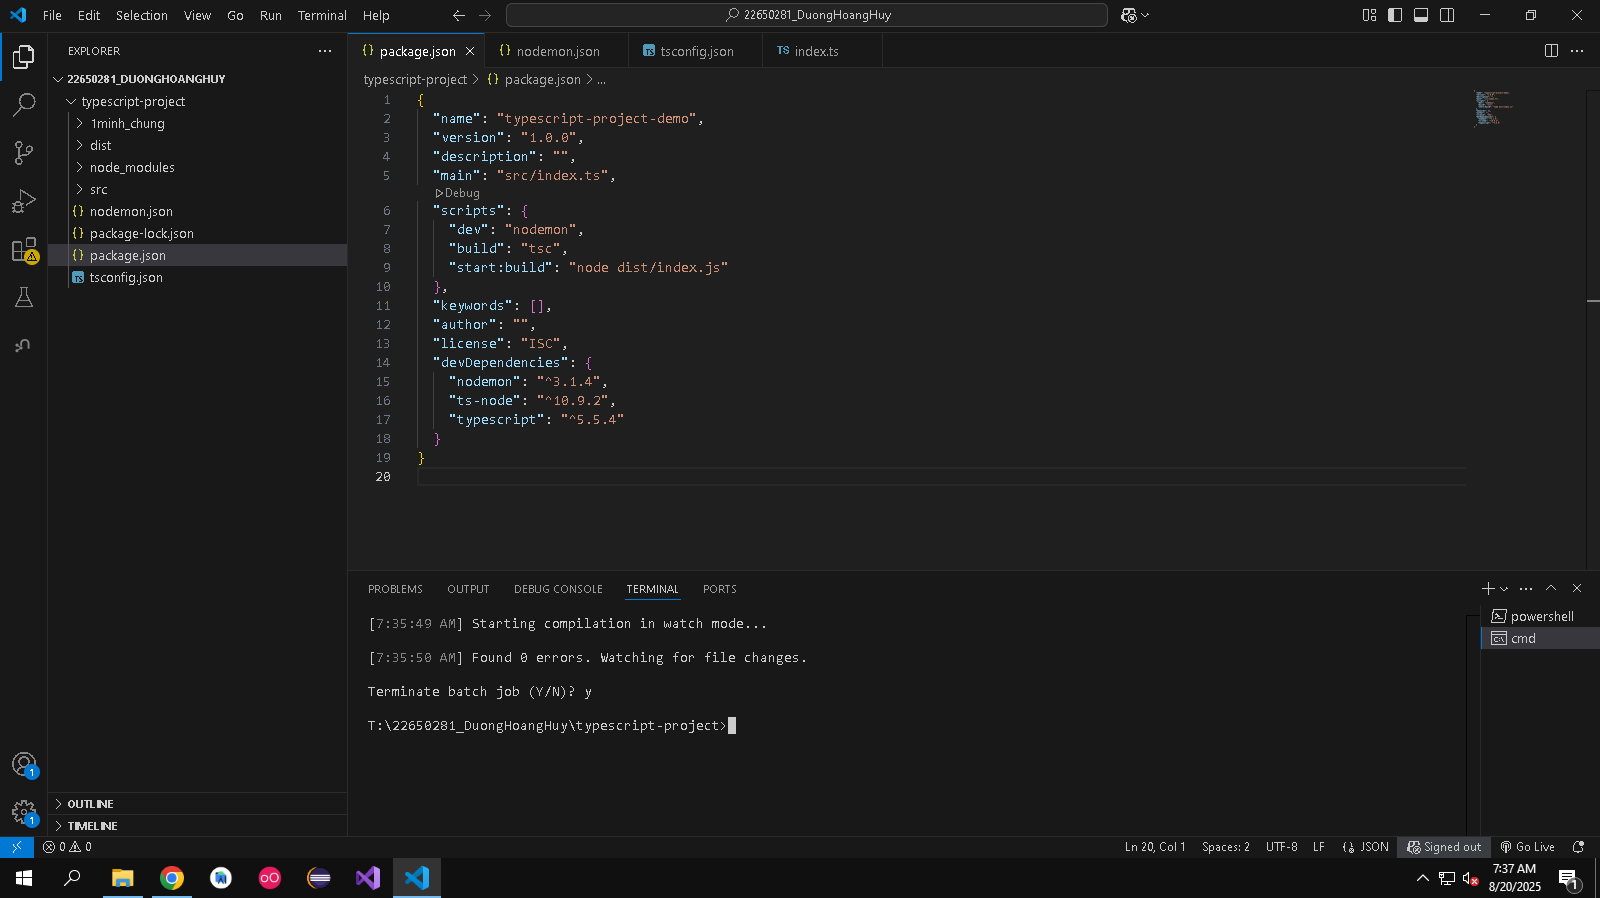 File Edit Selection View Go Run Terminal Help
22650281_DuongHoangHuy
EXPLORER
22650281_DUONGHOANGHUY
typescript-project
1minh_chung
dist
node_modules
src
nodemon.json
package-lock.json
package.json
tsconfig.json
OUTLINE
TIMELINE
{} package.json
{} nodemon.json
TS tsconfig.json
TS index.ts
typescript-project > {} package.json > ...
1 {
2 "name": "typescript-project-demo",
3 "version": "1.0.0",
4 "description": "",
5 "main": "src/index.ts",
Debug
6 "scripts": {
7 "dev": "nodemon",
8 "build": "tsc",
9 "start:build": "node dist/index.js"
10 },
11 "keywords": [],
12 "author": "",
13 "license": "ISC",
14 "devDependencies": {
15 "nodemon": "^3.1.4",
16 "ts-node": "^10.9.2",
17 "typescript": "^5.5.4"
18 }
19 }
20
PROBLEMS OUTPUT DEBUG CONSOLE TERMINAL PORTS
[7:35:49 AM] Starting compilation in watch mode...
[7:35:50 AM] Found 0 errors. Watching for file changes.
Terminate batch job (Y/N)? y
T:\22650281_DuongHoangHuy\typescript-project>
powershell
cmd
1
1
0 0
Ln 20, Col 1 Spaces: 2 UTF-8 LF {} JSON Signed out Go Live
7:37 AM
8/20/2025
1